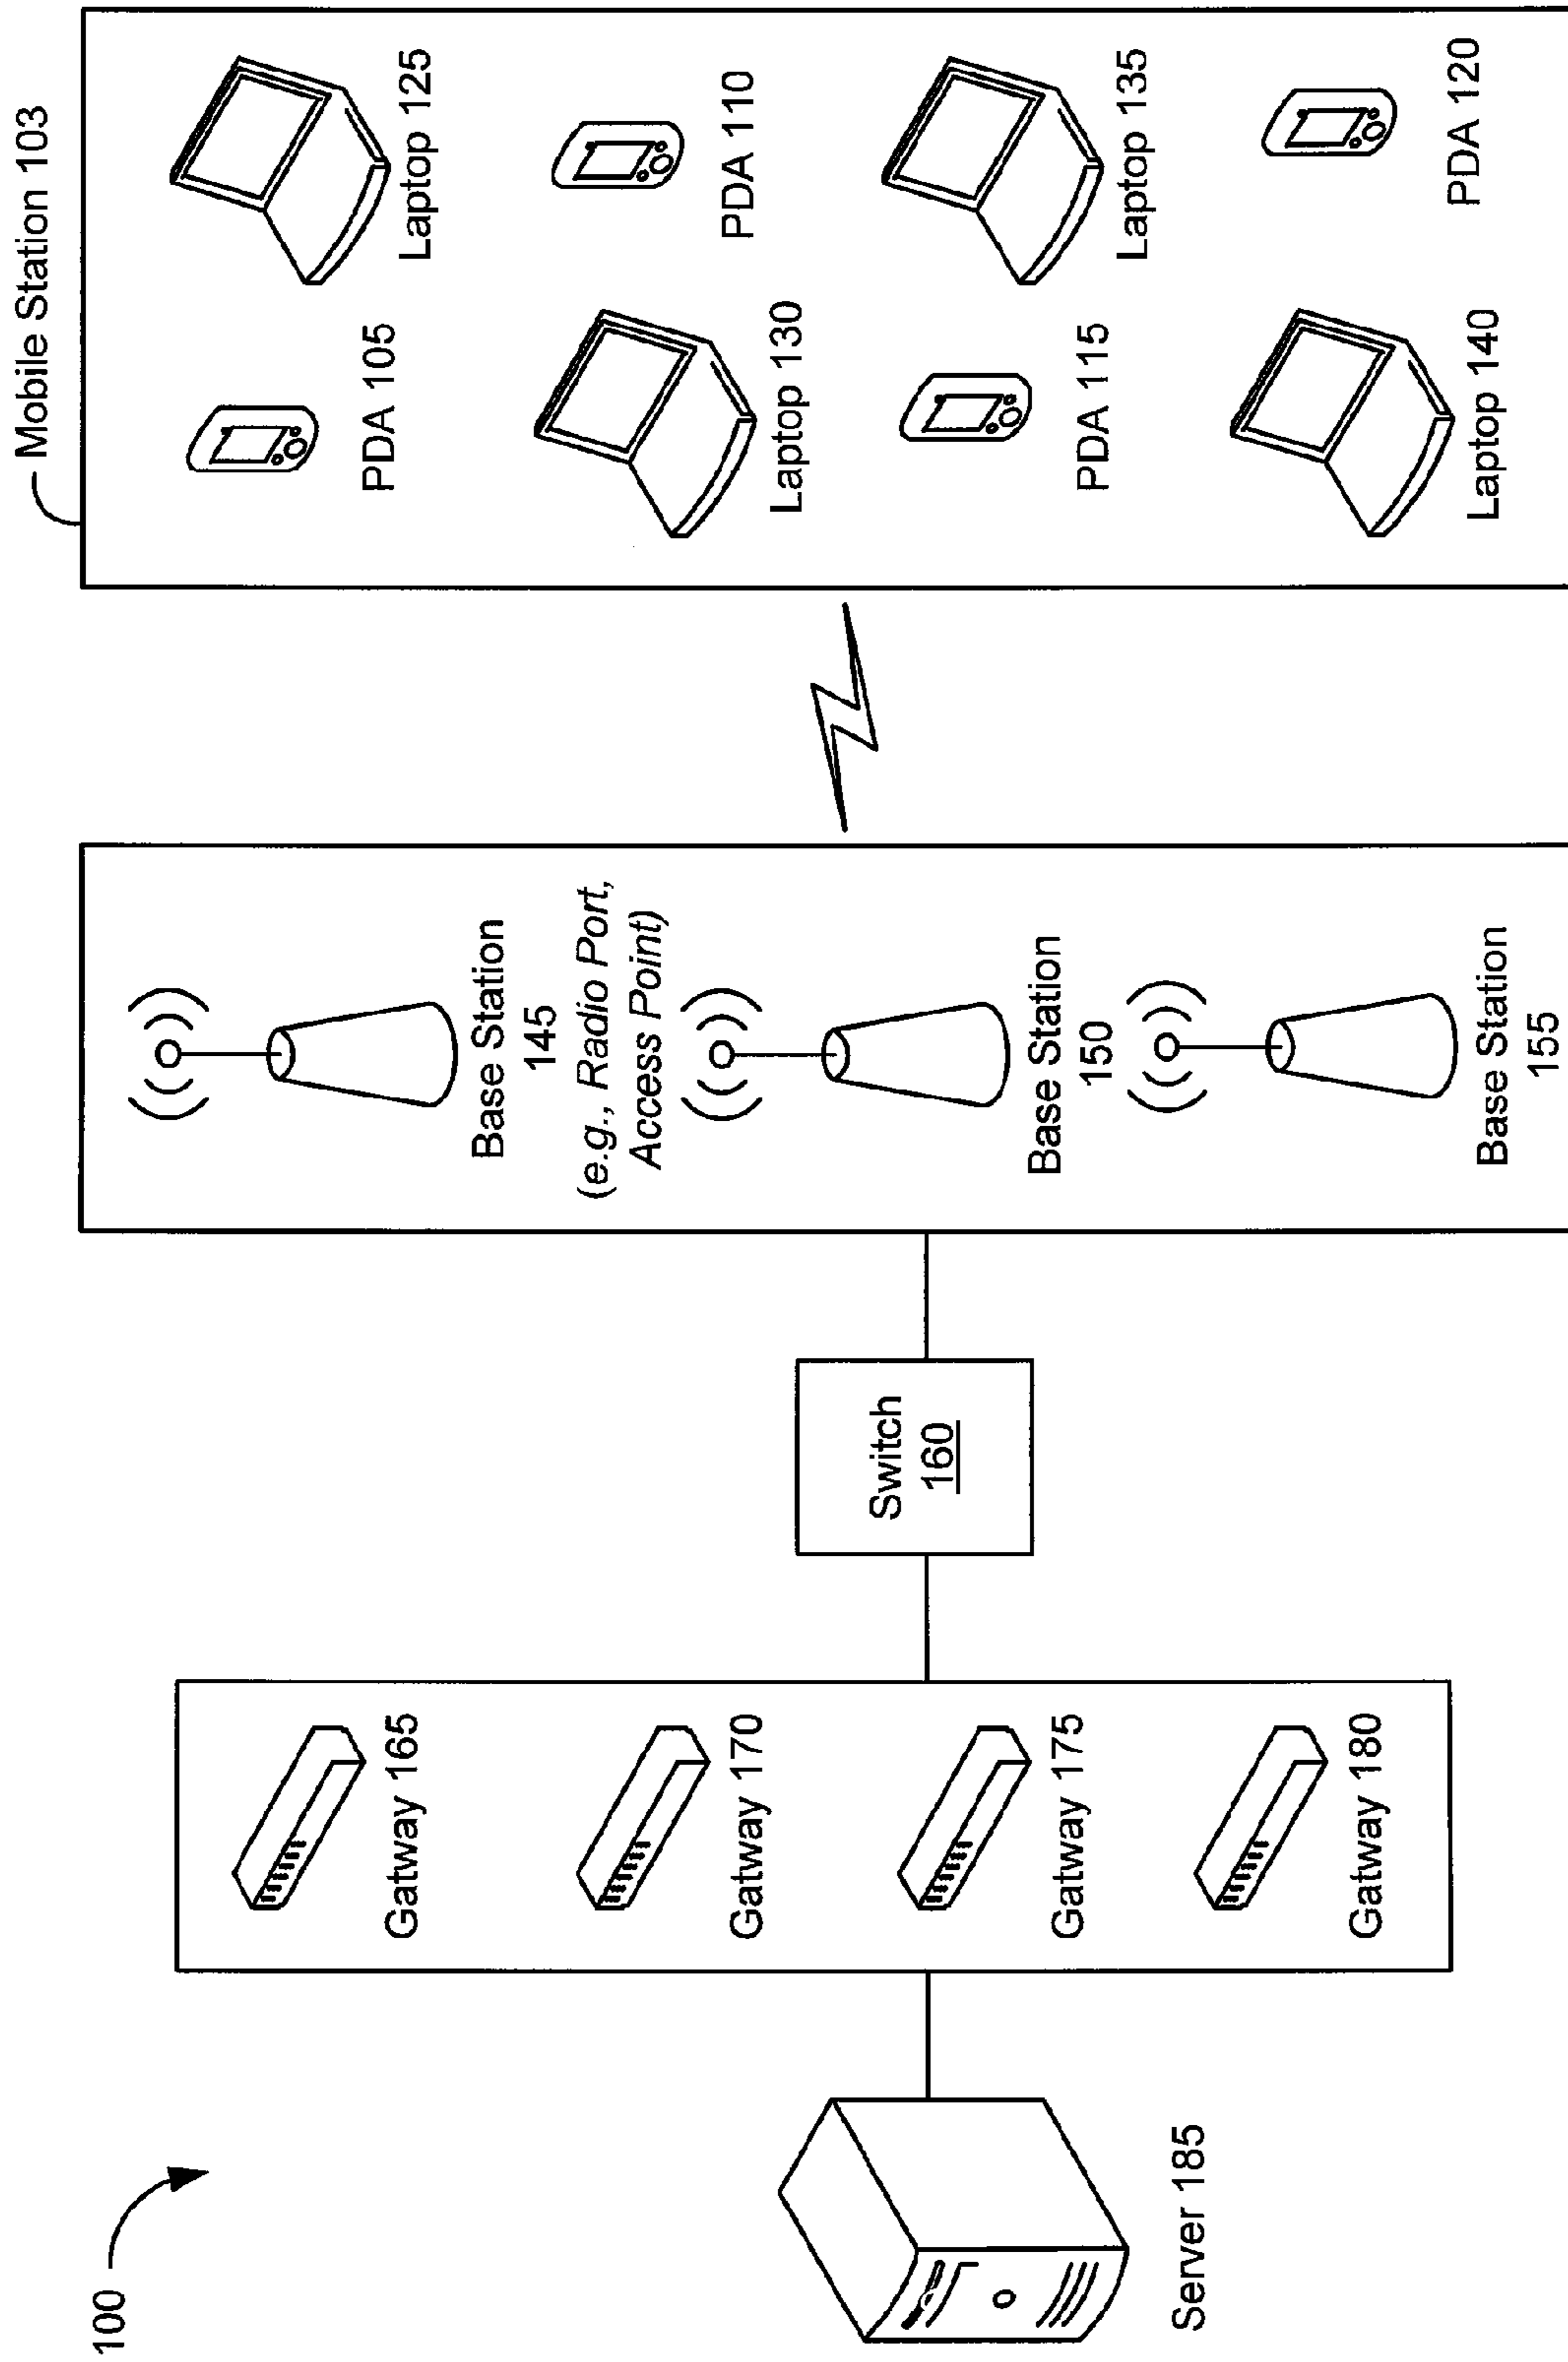 100
Server 185
Gatway 165
Gatway 170
Gatway 175
Gatway 180
Switch
160
Base Station
145
(e.g., Radio Port,
Access Point)
Base Station
150
Base Station
155
Mobile Station 103
PDA 105
Laptop 125
Laptop 130
PDA 110
PDA 115
Laptop 135
Laptop 140
PDA 120